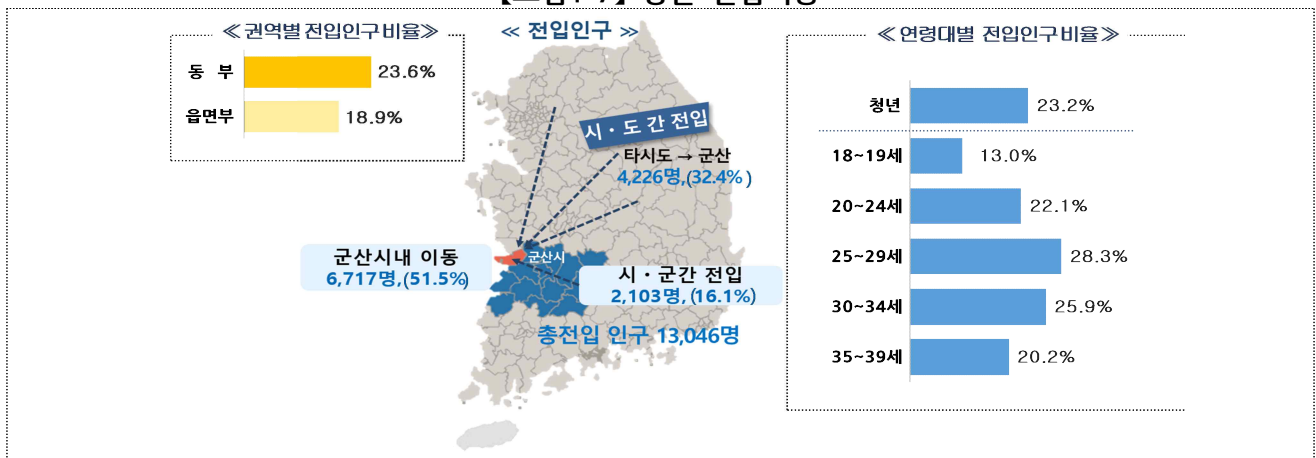 ≪ 권역별 전입인구 비율≫
동 부
23.6%
읍면부
18.9%
≪ 전입인구 ≫
시・도 간 전입
타시도 → 군산
4,226명,(32.4% )
군산시
군산시내 이동
6,717명,(51.5%)
시・군간 전입
2,103명, (16.1%)
총전입 인구 13,046명
≪ 연령대별 전입인구 비율≫
청년
23.2%
18~19세
13.0%
20~24세
22.1%
25~29세
28.3%
30~34세
25.9%
35~39세
20.2%